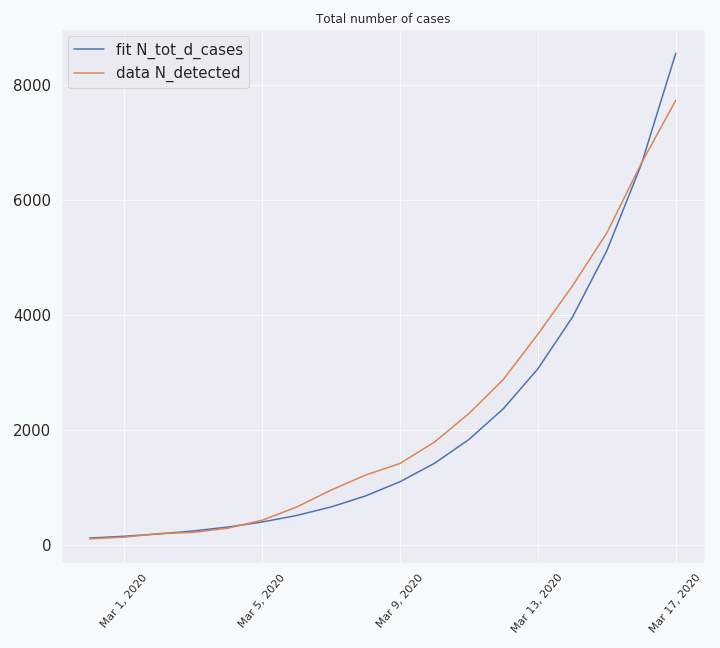 Total number of cases
fit N_tot_d_cases
data N_detected
8000
6000
4000
2000
0
Mar 1, 2020
Mar 5, 2020
Mar 9, 2020
Mar 13, 2020
Mar 17, 2020